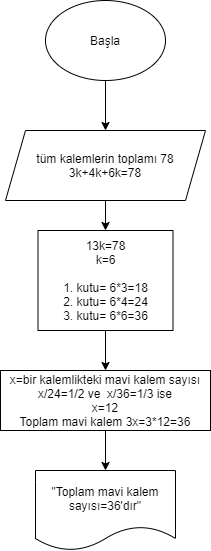 Başla
tüm kalemlerin toplamı 78
3k+4k+6k=78
13k=78
k=6
1. kutu= 6*3=18
2. kutu= 6*4=24
3. kutu= 6*6=36
x=bir kalemlikteki mavi kalem sayısı
x/24=1/2 ve x/36=1/3 ise
x=12
Toplam mavi kalem 3x=3*12=36
"Toplam mavi kalem
sayısı=36'dır"